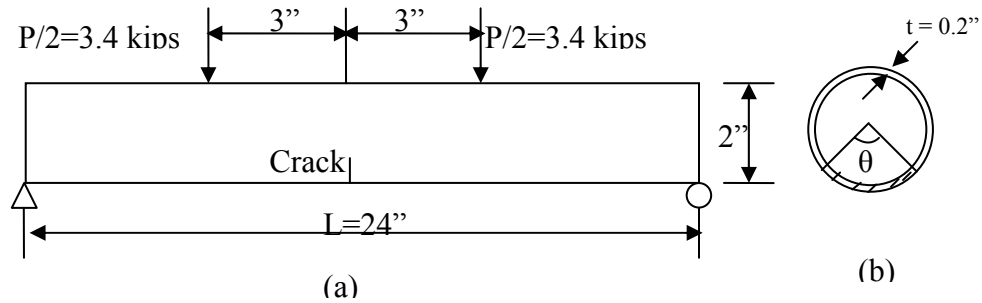 3” 3”
P/2=3.4 kips P/2=3.4 kips
t = 0.2”
2”
Crack
θ
L=24”
(a) (b)